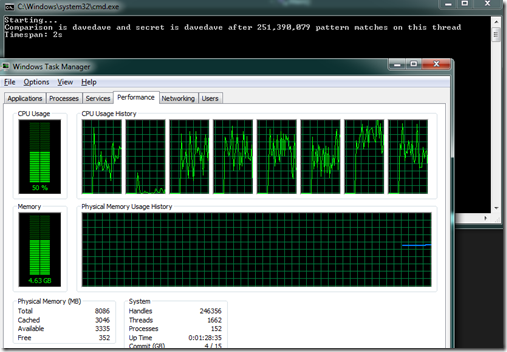 C:\Windows\system32\cmd.exe
Starting...
Comparison is davedave and secret is davedave after 251,390,079 pattern matches on this thread
Timespan: 2s
Windows Task Manager
File Options View Help
Applications Processes Services Performance Networking Users
CPU Usage CPU Usage History
50 %
Memory Physical Memory Usage History
4.63 GB
Physical Memory (MB) System
Total 8086 Handles 246356
Cached 3046 Threads 1662
Available 3335 Processes 152
Free 352 Up Time 0:01:28:35
Commit (GB) 4 / 15